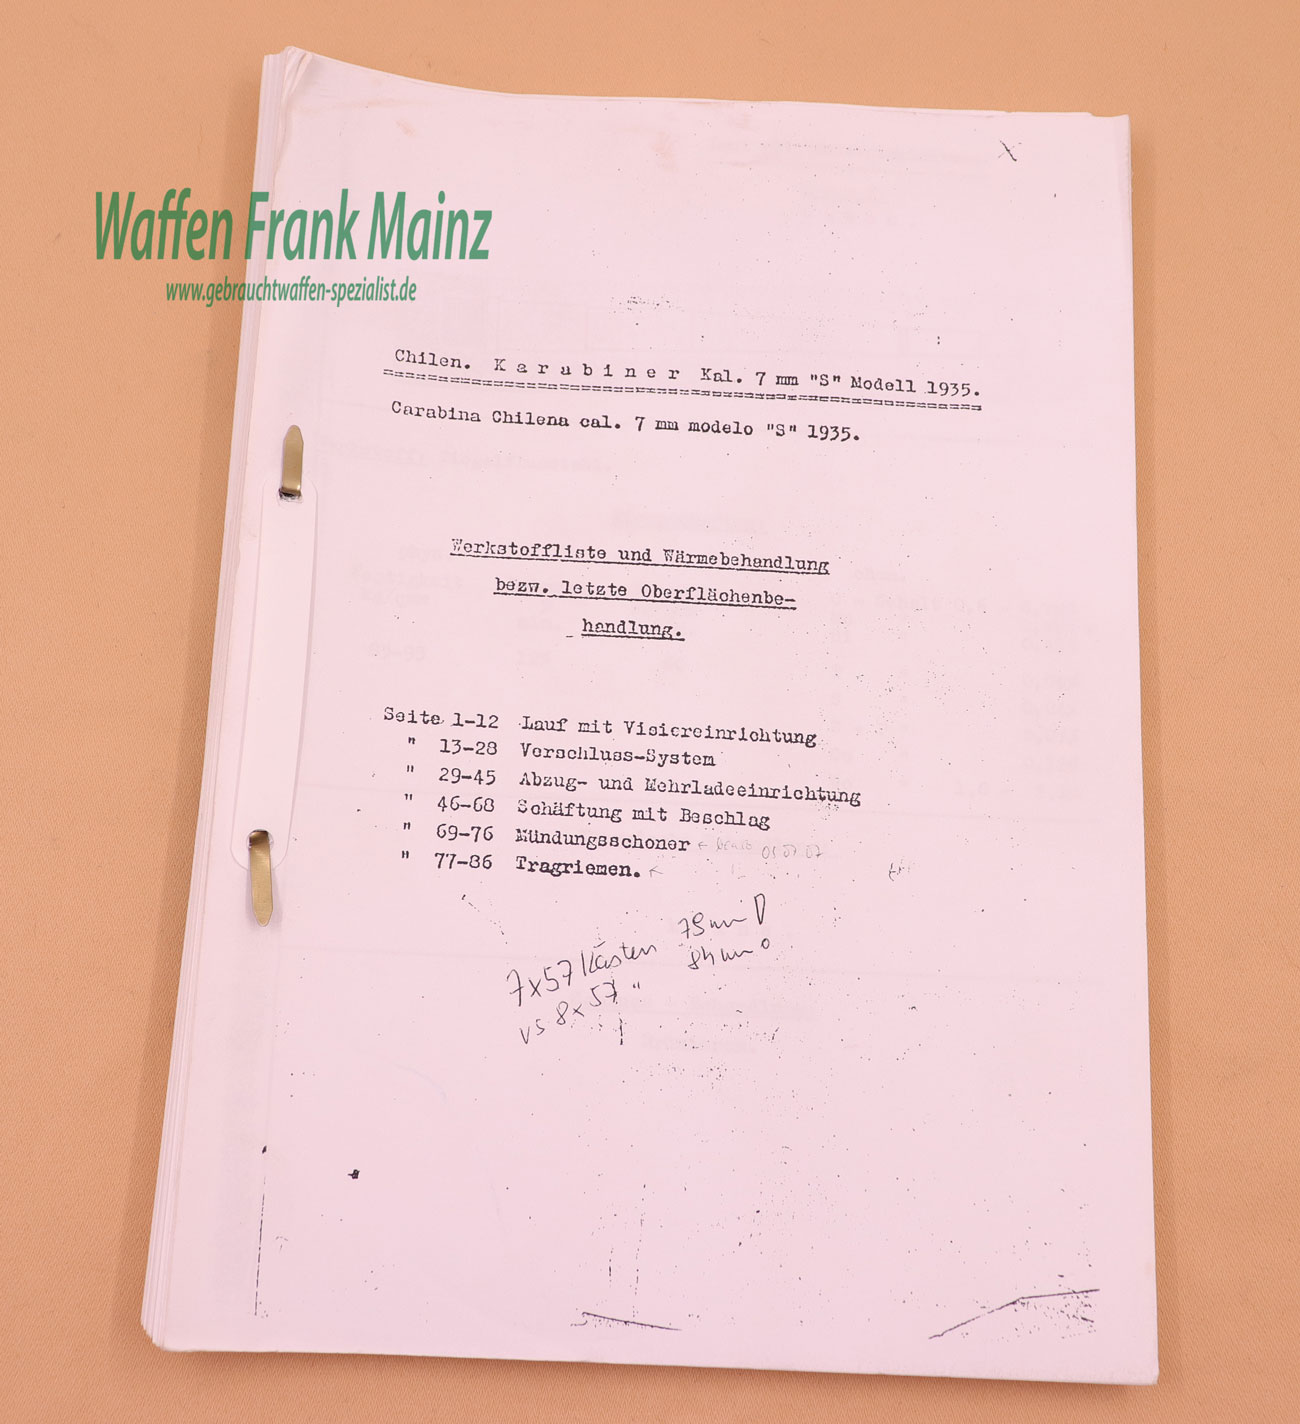 Waffen Frank Mainz
www.gebrauchtwaffen-spezialist.de
Chilen. K a r a b i n e r Kal. 7 mm "S" Modell 1935.
Carabina Chilena cal. 7 mm modelo "S" 1935.
Werkstoffliste und Wärmebehandlung
bezw. letzte Oberflächenbe-
handlung.
Seite 1-12 Lauf mit Visiereinrichtung
" 13-28 Verschluss-System
" 29-45 Abzug- und Mehrladeeinrichtung
" 46-68 Schäftung mit Beschlag
" 69-76 Mündungsschoner
" 77-86 Tragriemen.
7x57 Kasten 78mm
vs 8x57 " 84mm